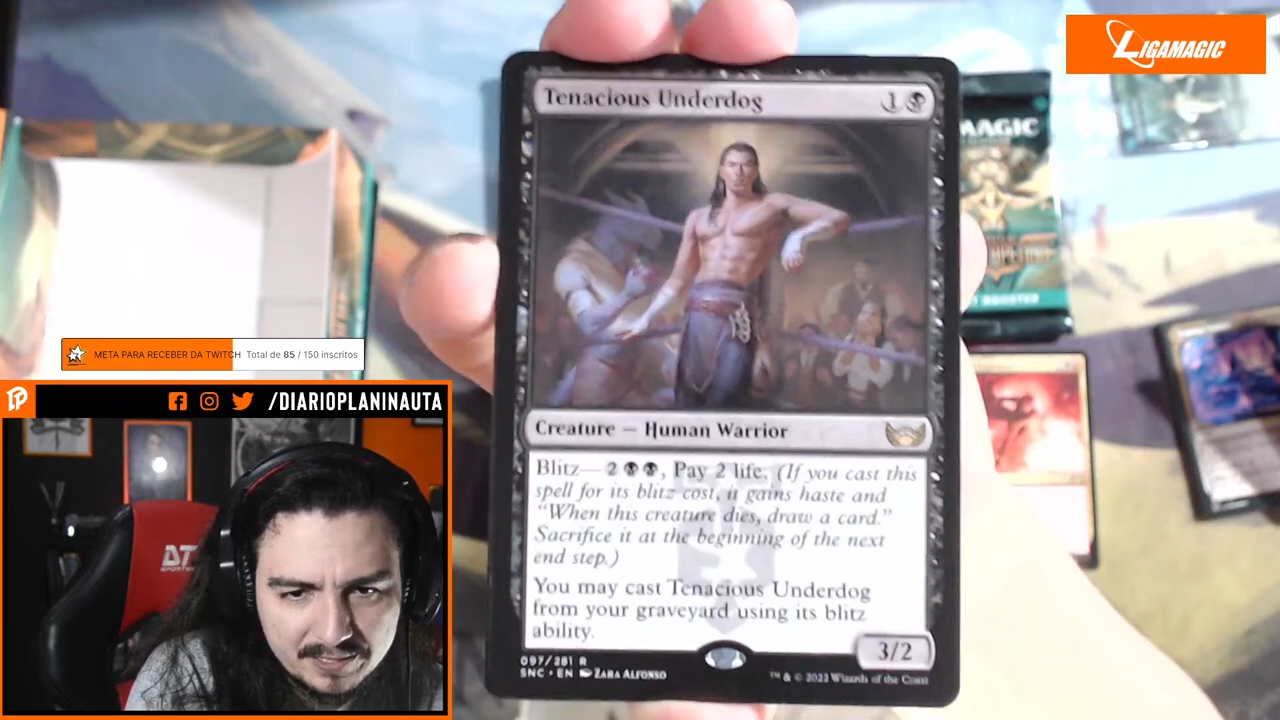 LIGAMAGIC
Tenacious Underdog
1
MAGIC
META PARA RECEBER DA TWITCH Total de 85 / 150 inscritos
/DIARIOPLANINAUTA
Creature — Human Warrior
Blitz—2, Pay 2 life. (If you cast this
spell for its blitz cost, it gains haste and
“When this creature dies, draw a card.”
Sacrifice it at the beginning of the next
end step.)
You may cast Tenacious Underdog
from your graveyard using its blitz
ability.
3/2
097/281 R
SNC • EN ZARA ALFONSO
™ & © 2022 Wizards of the Coast
DT